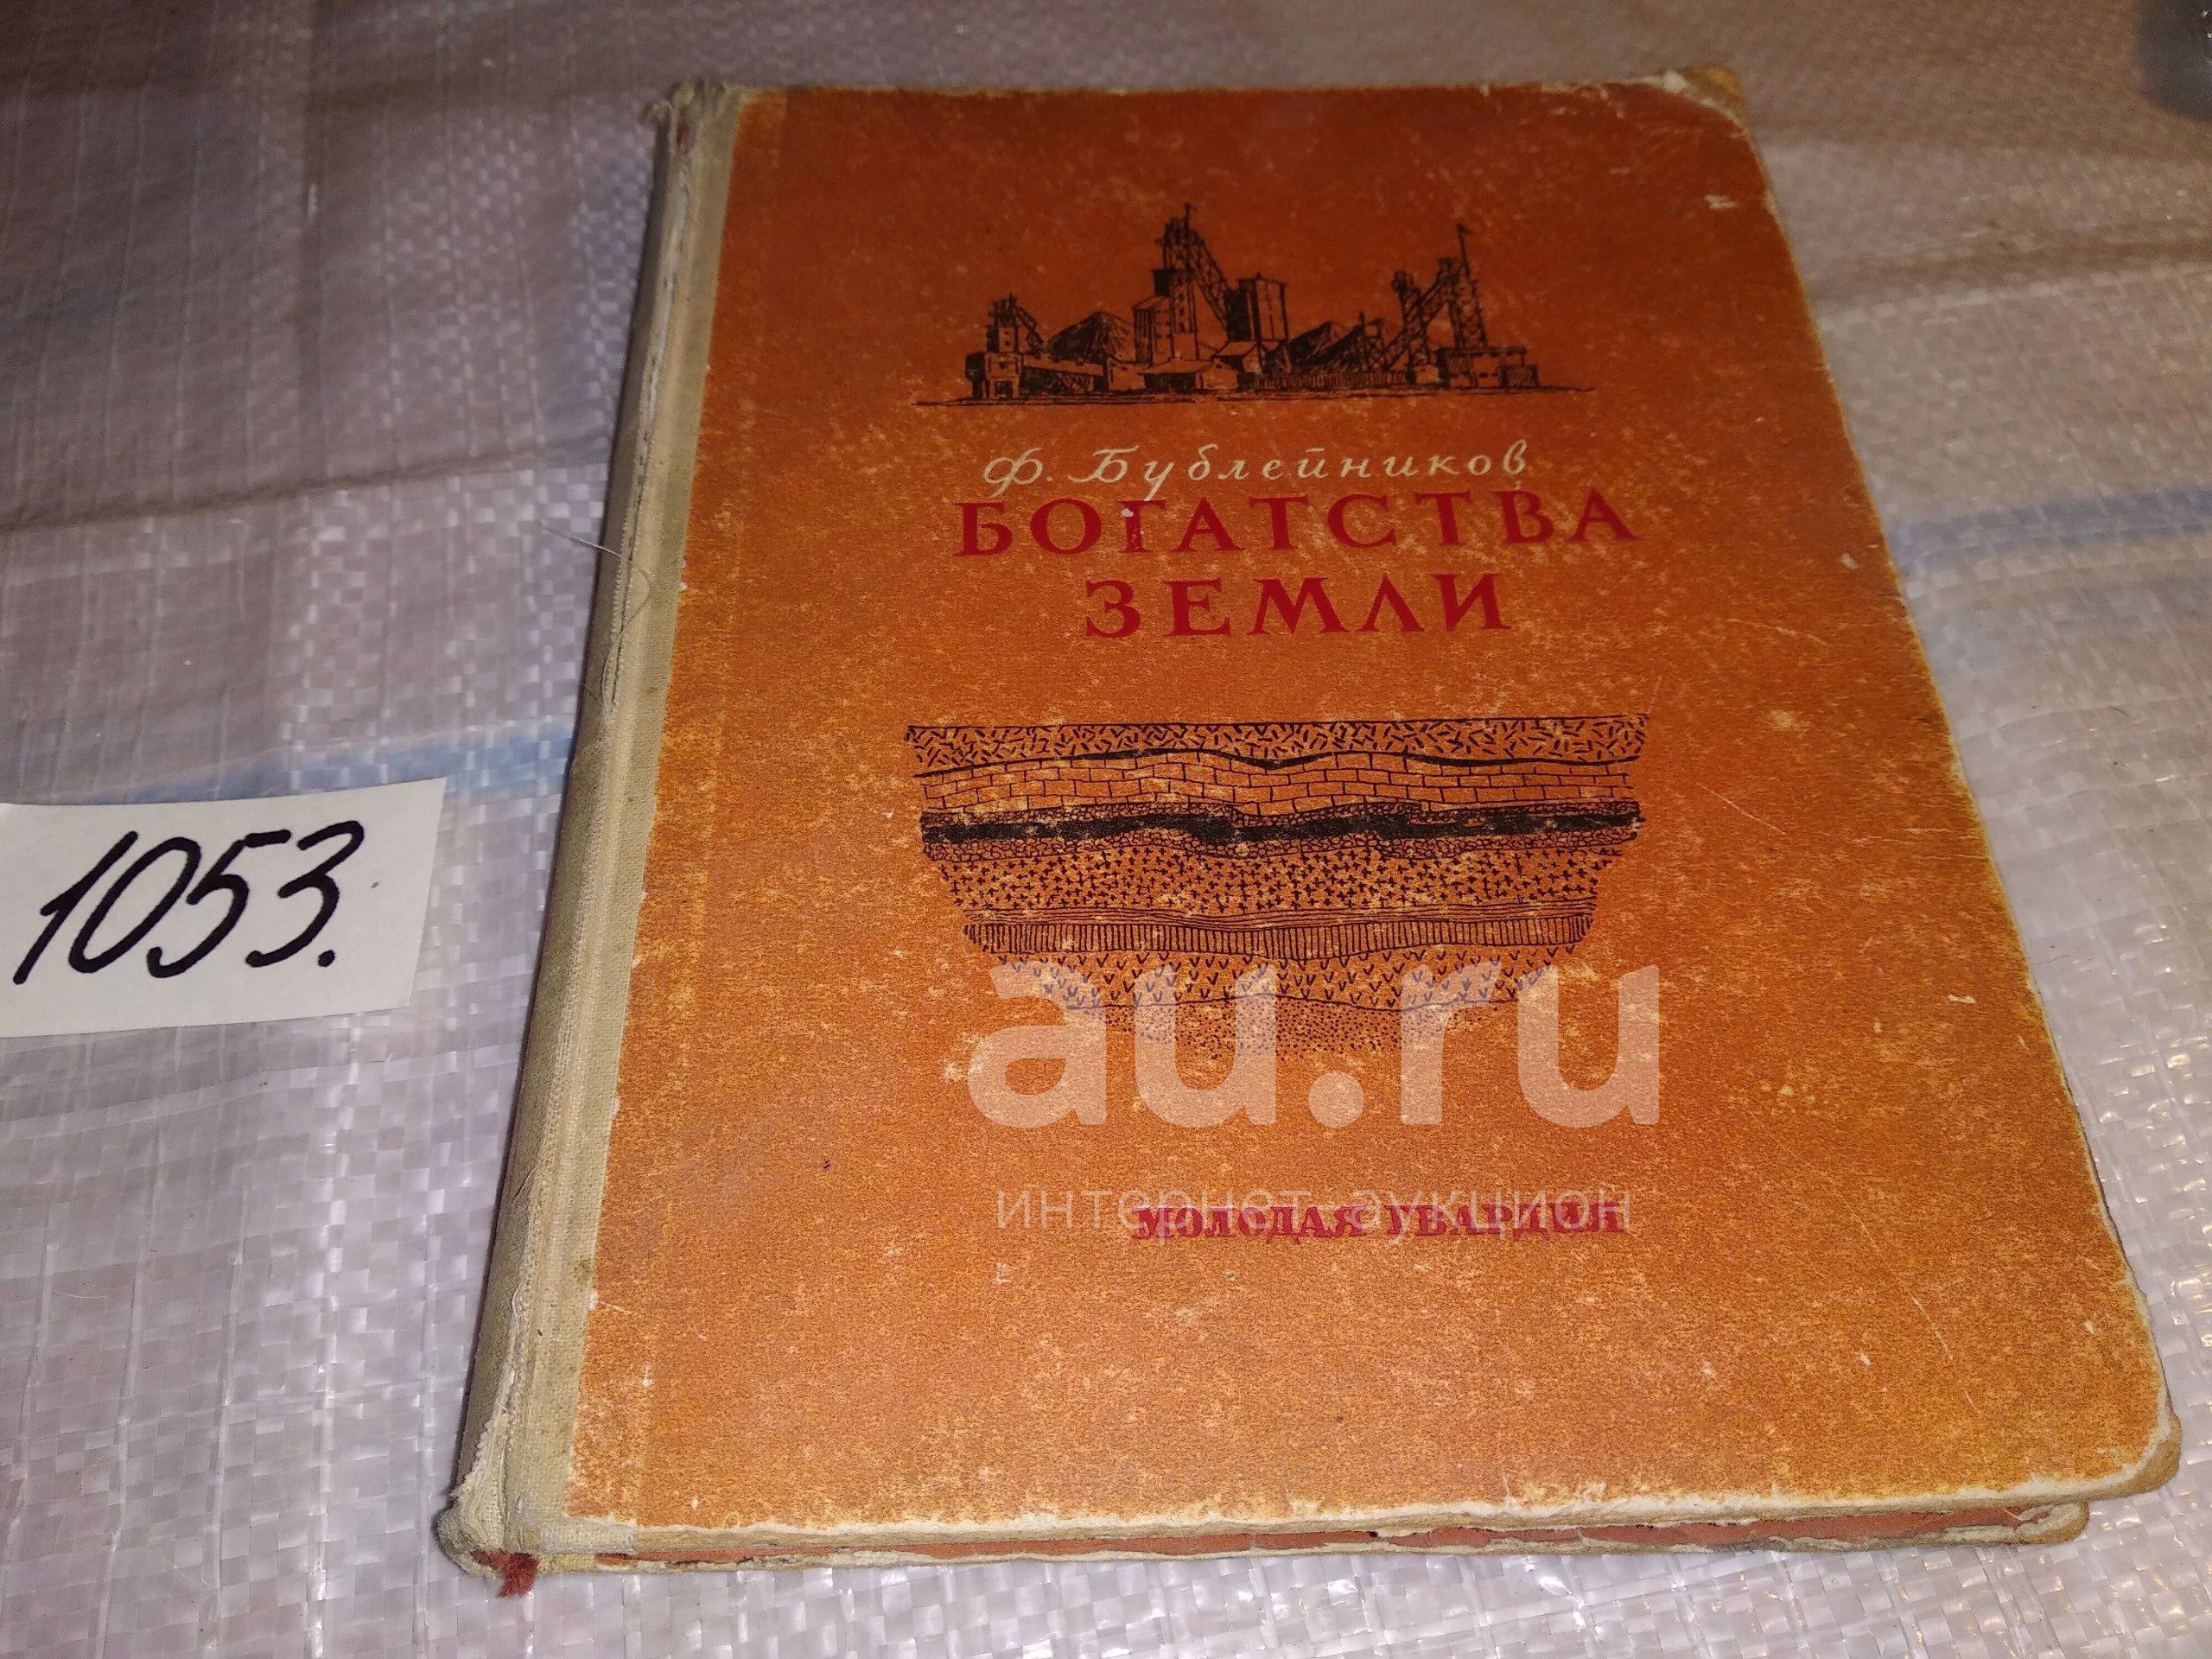 Ф. Бублейников
БОГАТСТВА
ЗЕМЛИ
1053.
au.ru
интернет аукцион
МОЛОДАЯ ГВАРДИЯ